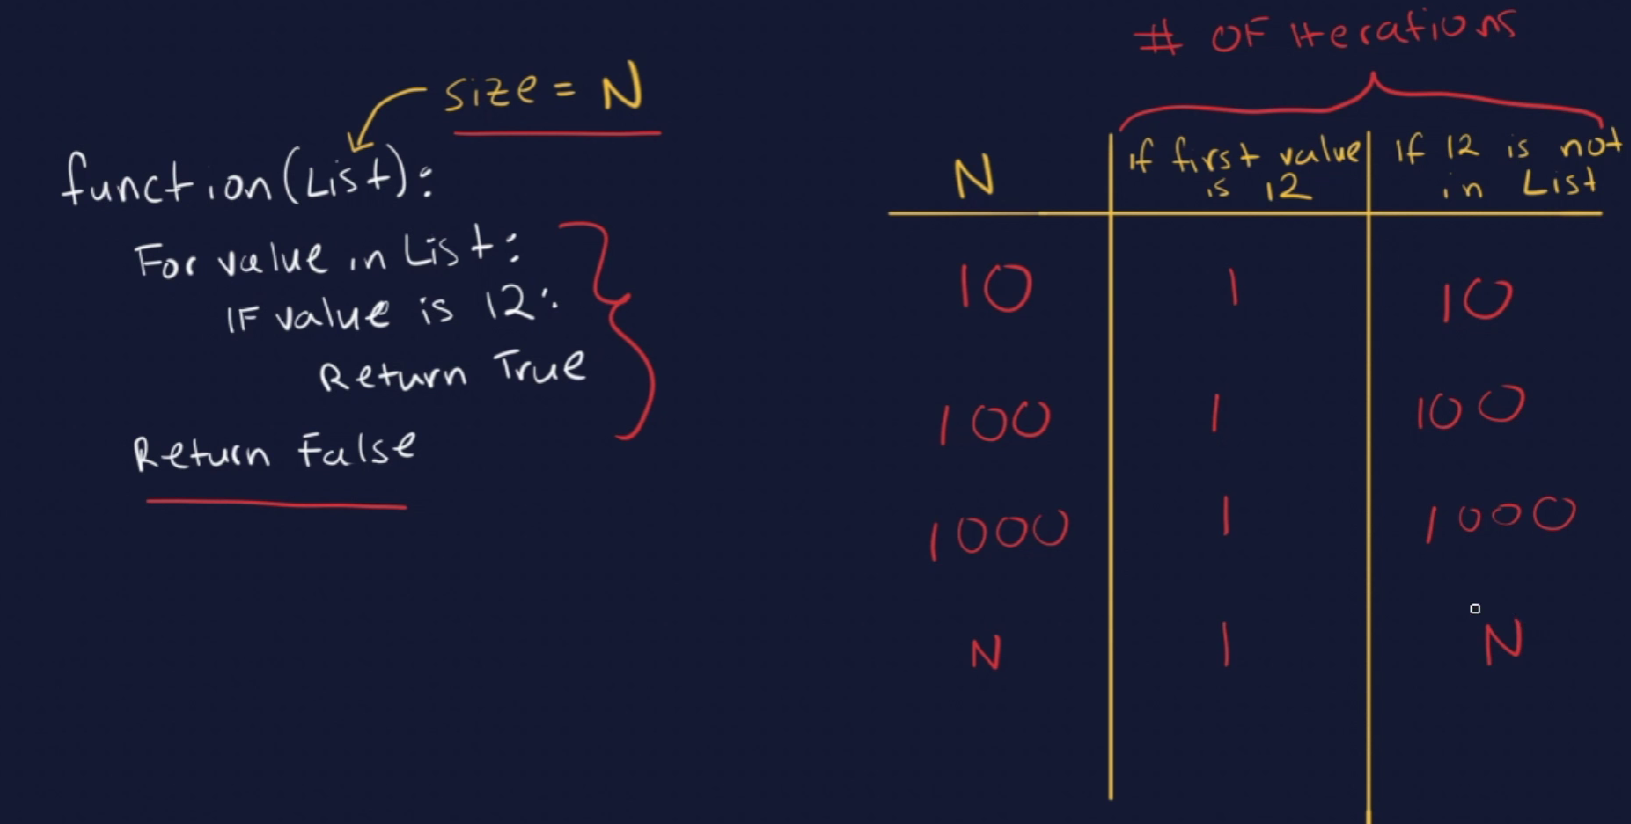 size = N
function(List):
For value in List:
IF value is 12:
Return True
Return False
# OF Iterations
N
if first value is 12
If 12 is not in List
10 1 10
100 1 100
1000 1 1000
N 1 N